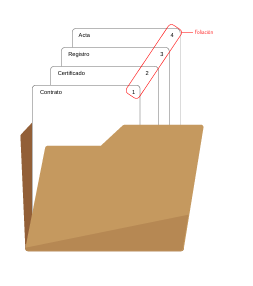 Acta 4 Foliación
Registro 3
Certificado 2
Contrato 1